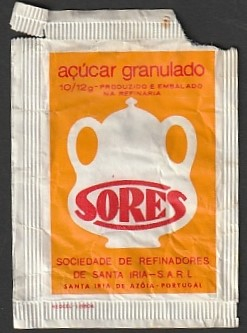 açúcar granulado
10/12g-PRODUZIDO E EMBALADO
NA REFINARIA
SORES
SOCIEDADE DE REFINADORES
DE SANTA IRIA-S.A.R.L
SANTA IRIA DE AZÓIA-PORTUGAL